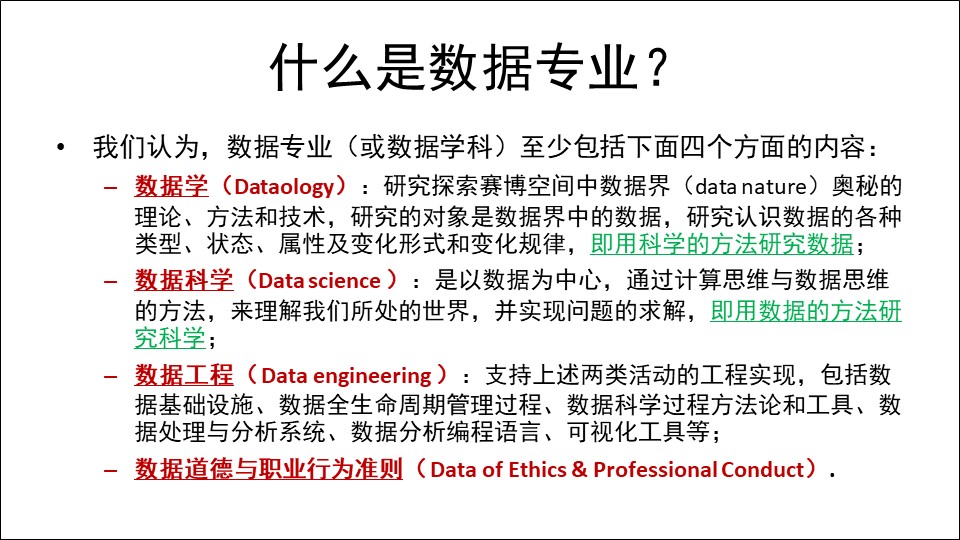 什么是数据专业？
• 我们认为，数据专业（或数据学科）至少包括下面四个方面的内容：
– 数据学（Dataology）：研究探索赛博空间中数据界（data nature）奥秘的
理论、方法和技术，研究的对象是数据界中的数据，研究认识数据的各种
类型、状态、属性及变化形式和变化规律，即用科学的方法研究数据；
– 数据科学（Data science ）：是以数据为中心，通过计算思维与数据思维
的方法，来理解我们所处的世界，并实现问题的求解，即用数据的方法研
究科学；
– 数据工程（ Data engineering ）：支持上述两类活动的工程实现，包括数
据基础设施、数据全生命周期管理过程、数据科学过程方法论和工具、数
据处理与分析系统、数据分析编程语言、可视化工具等；
– 数据道德与职业行为准则（ Data of Ethics & Professional Conduct）.